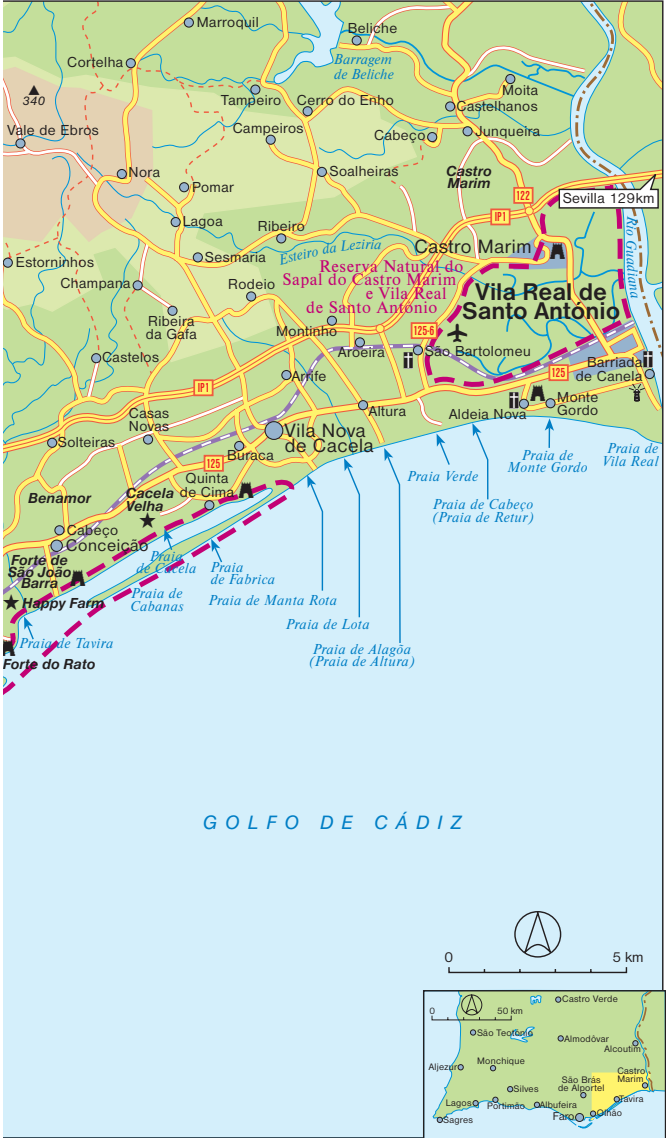 Marroquil
Beliche
Cortelha
Barragem
de Beliche
340
Moita
Tampeiro
Cerro do Enho
Castelhanos
Vale de Ebros
Campeiros
Cabeço
Junqueira
Nora
Soalheiras
Castro
Marim
Pomar
122
Sevilla 129km
Lagoa
IP1
Ribeiro
Rio Guadiana
Castro Marim
Esteiro da Lezíria
Estorninhos
Sesmaria
Reserva Natural do
Sapal do Castro Marim
e Vila Real
de Santo António
Champana
Rodeio
Vila Real de
Santo António
Ribeira
da Gafa
Montinho
125-6
Aroeira
São Bartolomeu
Castelos
Barriada
de Canela
Arrife
125
IP1
Casas
Novas
Altura
Aldeia Nova
Monte
Gordo
Solteiras
Vila Nova
de Cacela
Buraca
Praia de
Monte Gordo
Praia de
Vila Real
125
Quinta
de Cima
Praia Verde
Benamor
Cacela
Velha
Praia de Cabeço
(Praia de Retur)
Cabeço
Conceição
Praia
de Cacela
Forte de
São João
Barra
Praia
de Fabrica
Praia de
Cabanas
Praia de Manta Rota
Happy Farm
Praia de Lota
Praia de Tavira
Praia de Alagõa
(Praia de Altura)
Forte do Rato
GOLFO DE CÁDIZ
0 5 km
0 50 km
Castro Verde
São Teotónio
Almodôvar
Alcoutim
Aljezur
Monchique
Castro
Marim
São Brás
de Alportel
Silves
Lagos
Portimão
Albufeira
Tavira
Faro
Olhão
Sagres